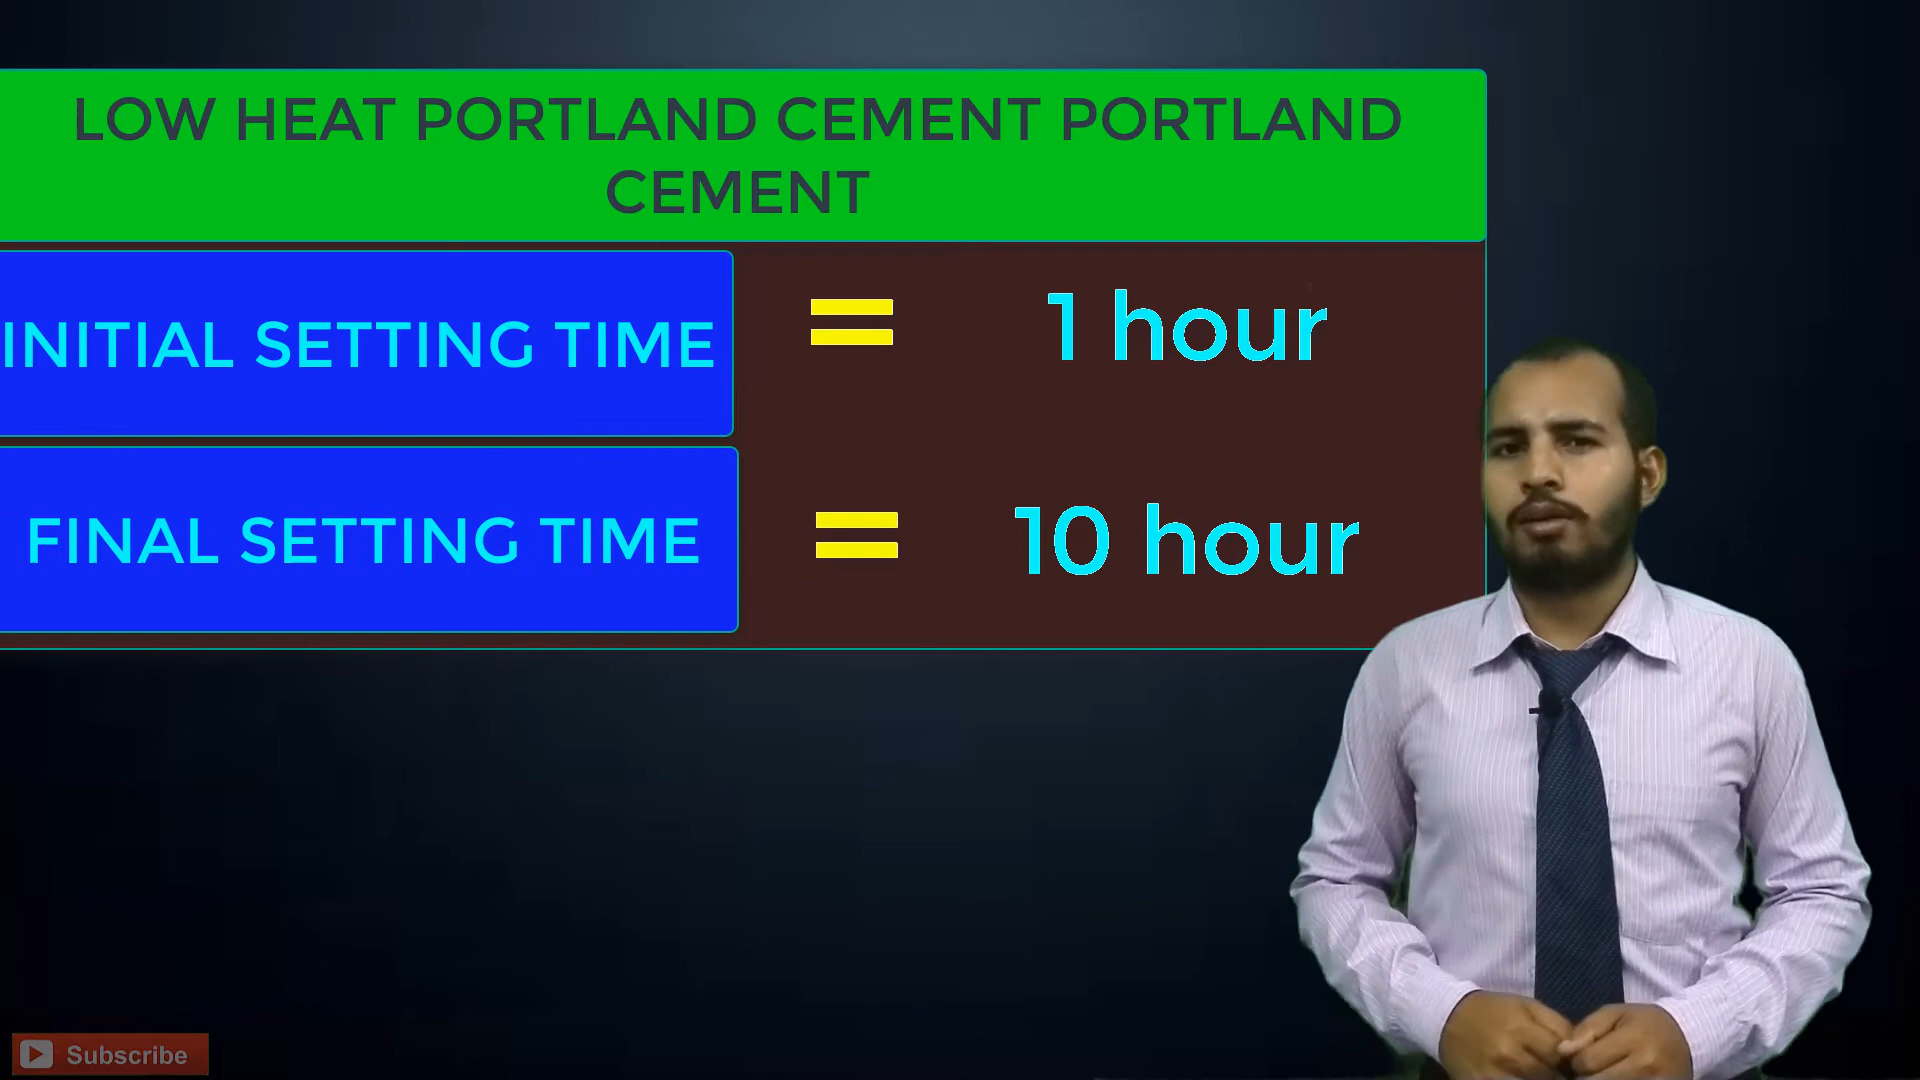 LOW HEAT PORTLAND CEMENT PORTLAND
CEMENT
INITIAL SETTING TIME = 1 hour
FINAL SETTING TIME = 10 hour
Subscribe